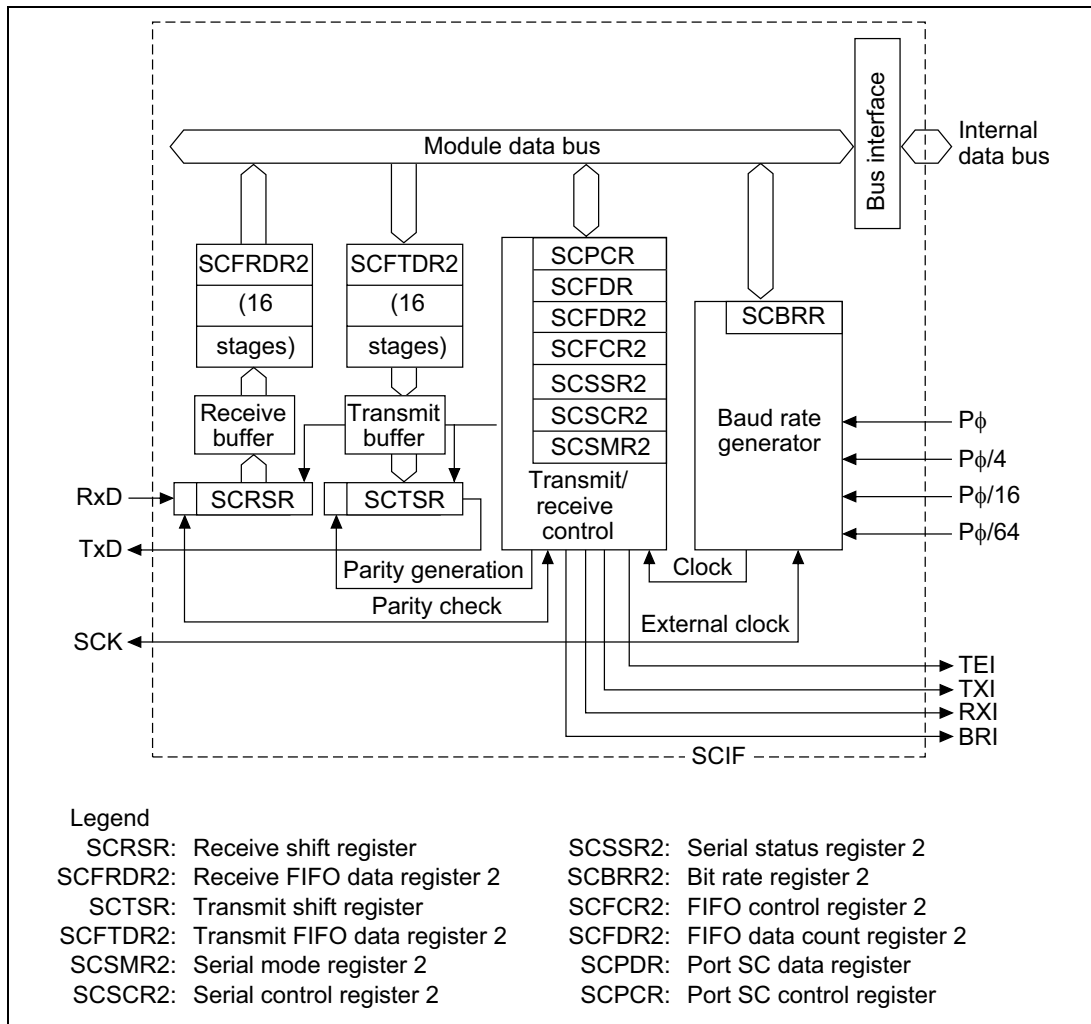 Bus interface
Module data bus
Internal
data bus
SCFRDR2
(16
stages)
SCFTDR2
(16
stages)
SCPCR
SCFDR
SCFDR2
SCFCR2
SCSSR2
SCSCR2
SCSMR2
Transmit/
receive
control
SCBRR
Baud rate
generator
Receive
buffer
Transmit
buffer
Pϕ
Pϕ/4
Pϕ/16
Pϕ/64
RxD
SCRSR
SCTSR
TxD
Parity generation
Clock
Parity check
SCK
External clock
TEI
TXI
RXI
BRI
SCIF
Legend
SCRSR: Receive shift register
SCFRDR2: Receive FIFO data register 2
SCTSR: Transmit shift register
SCFTDR2: Transmit FIFO data register 2
SCSMR2: Serial mode register 2
SCSCR2: Serial control register 2
SCSSR2: Serial status register 2
SCBRR2: Bit rate register 2
SCFCR2: FIFO control register 2
SCFDR2: FIFO data count register 2
SCPDR: Port SC data register
SCPCR: Port SC control register